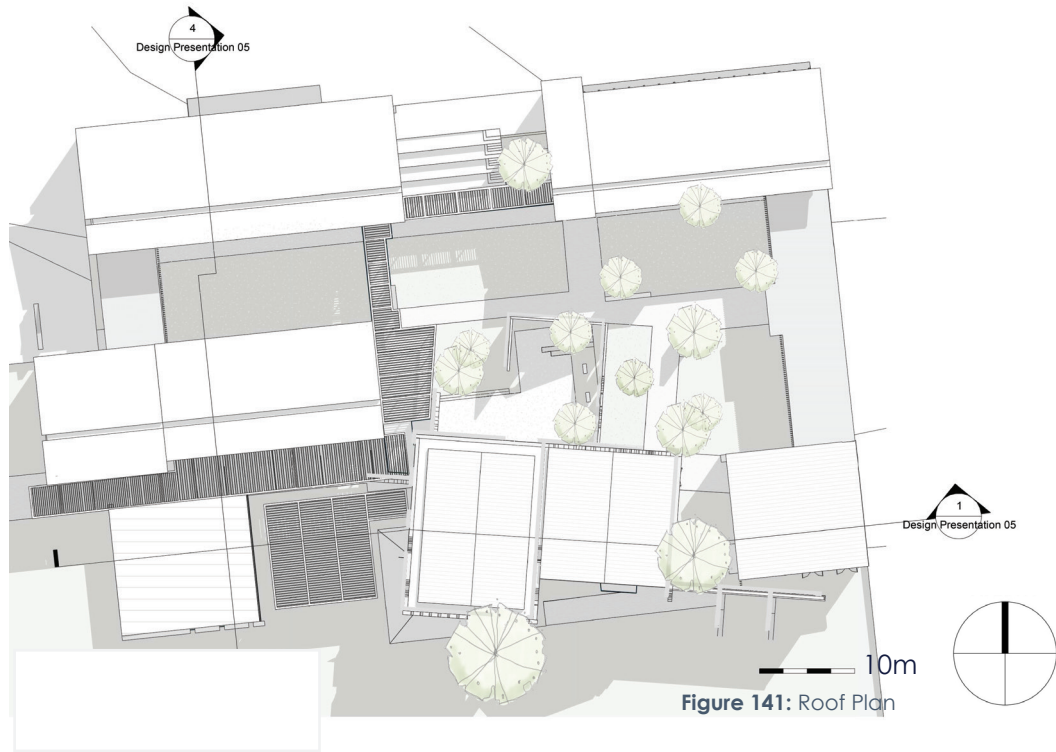 4
Design Presentation 05
1
Design Presentation 05
10m
Figure 141: Roof Plan